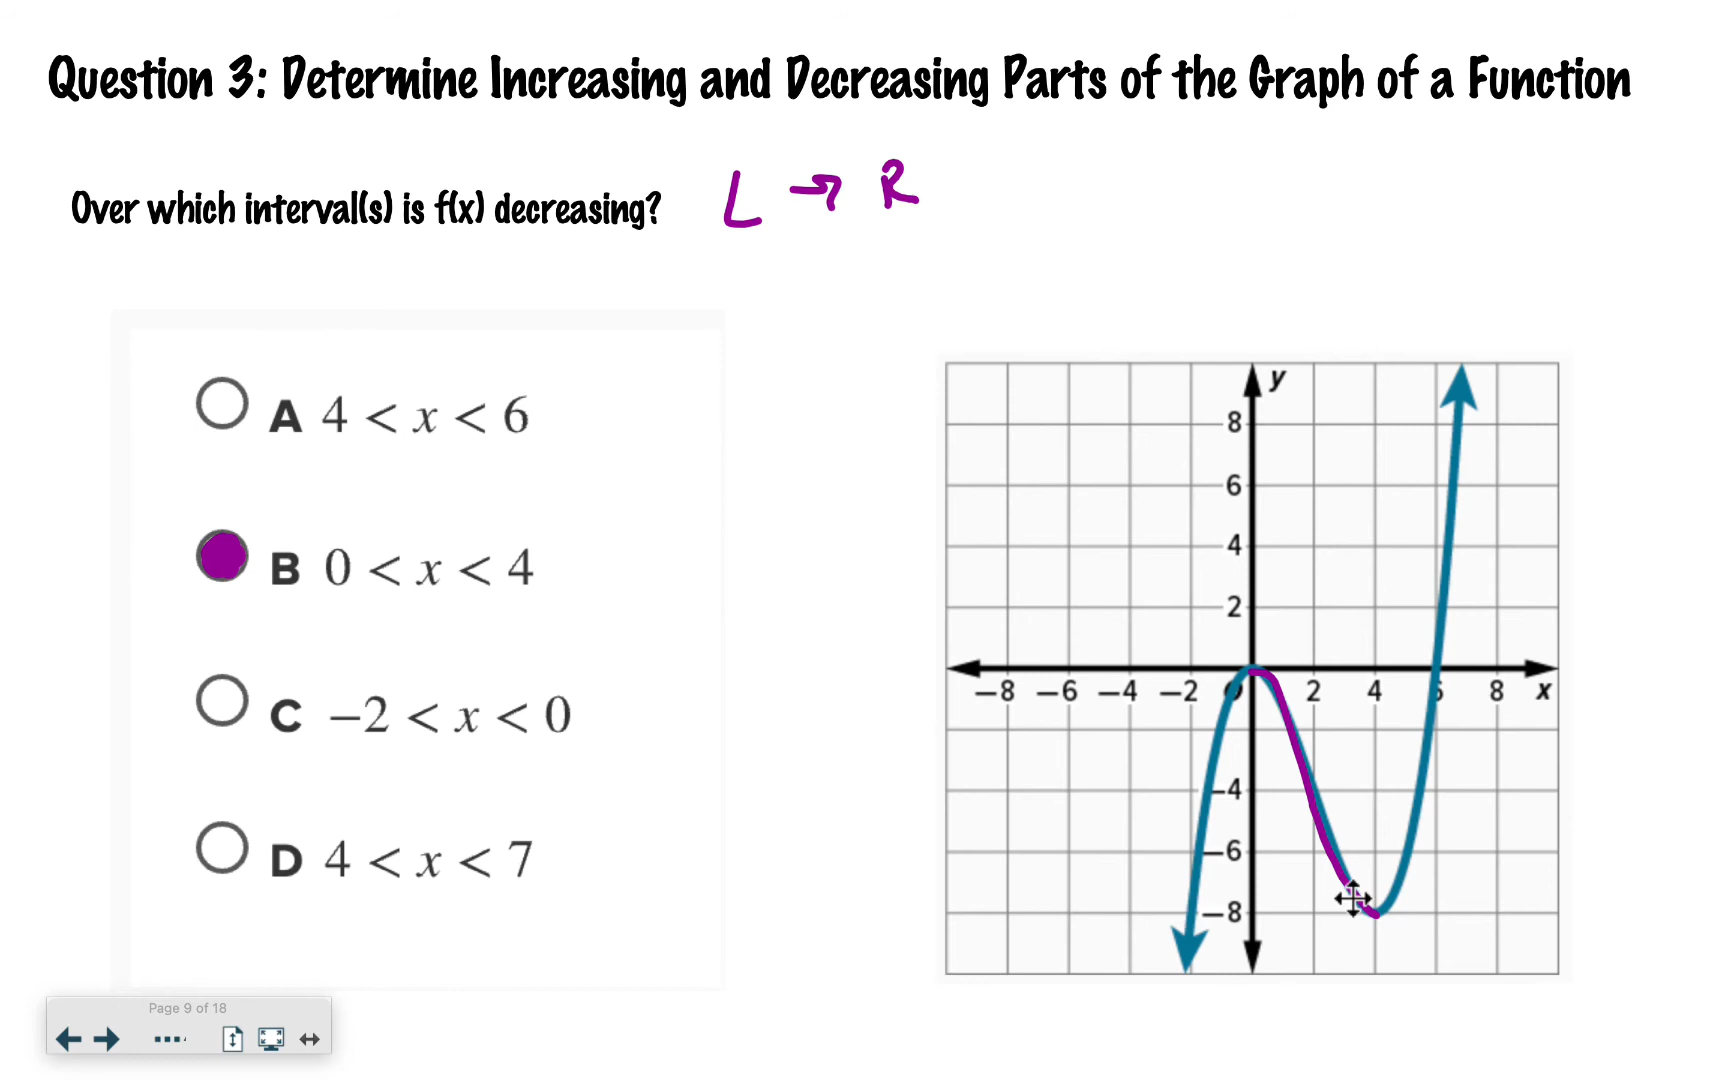 Question 3: Determine Increasing and Decreasing Parts of the Graph of a Function
Over which interval(s) is f(x) decreasing? L → R
A 4 < x < 6
B 0 < x < 4
C −2 < x < 0
D 4 < x < 7
y
8
6
4
2
−8 −6 −4 −2 O 2 4 6 8 x
−4
−6
−8
Page 9 of 18